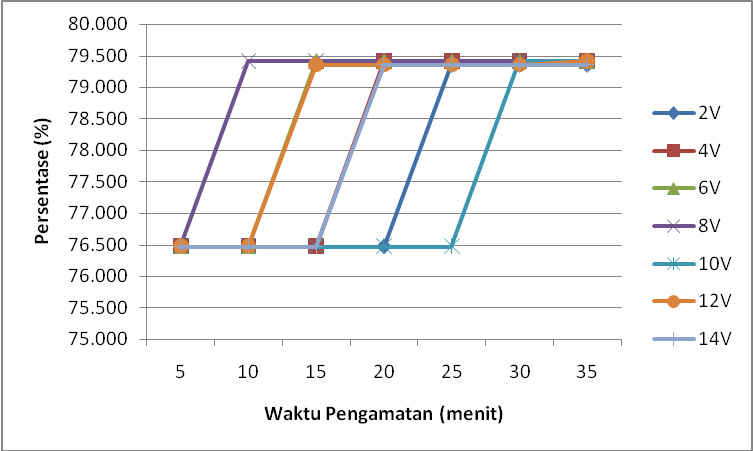 80.000
79.500
79.000
78.500
78.000
77.500
77.000
76.500
76.000
75.500
75.000
Persentase (%)
5 10 15 20 25 30 35
Waktu Pengamatan (menit)
2V
4V
6V
8V
10V
12V
14V